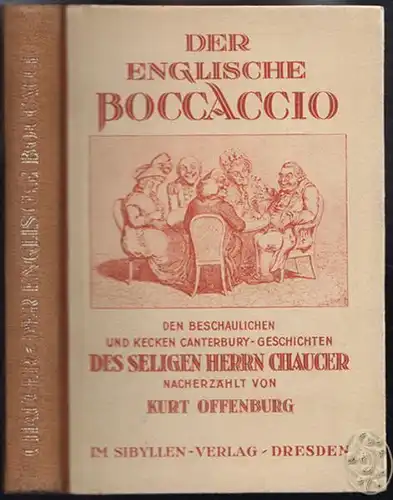 DER
ENGLISCHE
BOCCACCIO
DEN BESCHAULICHEN
UND KECKEN CANTERBURY-GESCHICHTEN
DES SELIGEN HERRN CHAUCER
NACHERZÄHLT VON
KURT OFFENBURG
IM SIBYLLEN-VERLAG-DRESDEN
CHAUCER - DER ENGLISCHE BOCCACCIO